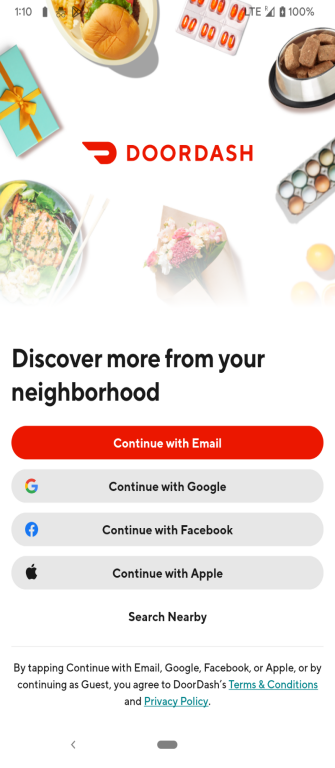 1:10 LTE 100%
DOORDASH
Discover more from your
neighborhood
Continue with Email
Continue with Google
Continue with Facebook
Continue with Apple
Search Nearby
By tapping Continue with Email, Google, Facebook, or Apple, or by
continuing as Guest, you agree to DoorDash's Terms & Conditions
and Privacy Policy.